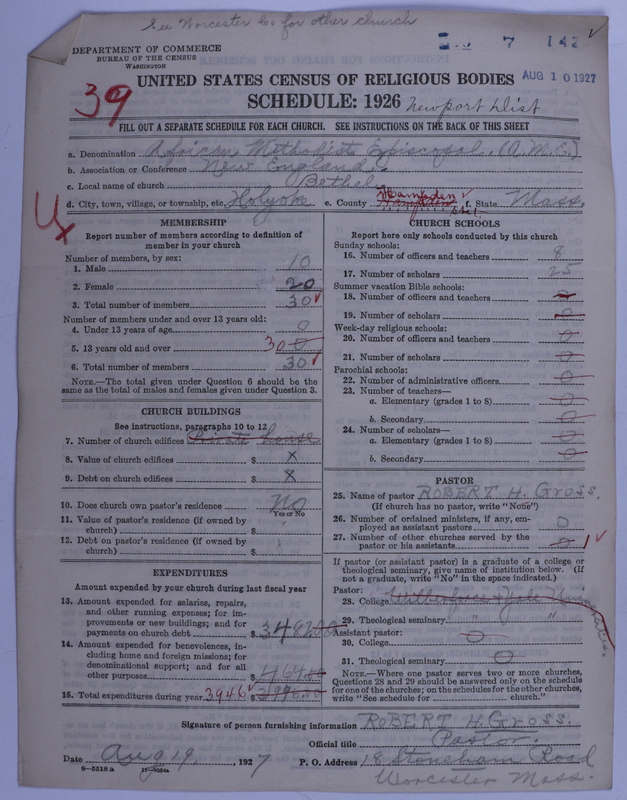 See Worcester Co for other church
7 142
DEPARTMENT OF COMMERCE
BUREAU OF THE CENSUS
WASHINGTON
UNITED STATES CENSUS OF RELIGIOUS BODIES
AUG 10 1927
39
SCHEDULE: 1926
Newport Dist
FILL OUT A SEPARATE SCHEDULE FOR EACH CHURCH. SEE INSTRUCTIONS ON THE BACK OF THIS SHEET
a. Denomination African Methodist Episcopal. (A.M.E.)
b. Association or Conference New England
c. Local name of church Bethel
d. City, town, village, or township, etc. Holyoke e. County Hampden f. State Mass.
MEMBERSHIP
Report number of members according to definition of
member in your church
Number of members, by sex:
1. Male 10
2. Female 20
3. Total number of members 30
Number of members under and over 13 years old:
4. Under 13 years of age 0
5. 13 years old and over 30 0
6. Total number of members 30
NOTE.—The total given under Question 6 should be the
same as the total of males and females given under Question 3.
CHURCH BUILDINGS
See instructions, paragraphs 10 to 12
7. Number of church edifices Private house
8. Value of church edifices $ X
9. Debt on church edifices $ X
10. Does church own pastor's residence? No
Yes or No
11. Value of pastor's residence (if owned by
church) $
12. Debt on pastor's residence (if owned by
church) $
EXPENDITURES
Amount expended by your church during last fiscal year
13. Amount expended for salaries, repairs,
and other running expenses; for im-
provements or new buildings; and for
payments on church debt $ 3482.00
14. Amount expended for benevolences, in-
cluding home and foreign missions; for
denominational support; and for all
other purposes $ 464.00
15. Total expenditures during year 3946 $
CHURCH SCHOOLS
Report here only schools conducted by this church
Sunday schools:
16. Number of officers and teachers 8
17. Number of scholars 25
Summer vacation Bible schools:
18. Number of officers and teachers 0
19. Number of scholars 0
Week-day religious schools:
20. Number of officers and teachers 0
21. Number of scholars 0
Parochial schools:
22. Number of administrative officers 0
23. Number of teachers—
a. Elementary (grades 1 to 8) 0
b. Secondary 0
24. Number of scholars—
a. Elementary (grades 1 to 8) 0
b. Secondary 0
PASTOR
25. Name of pastor ROBERT H. GROSS.
(If church has no pastor, write "None")
26. Number of ordained ministers, if any, em-
ployed as assistant pastors 0
27. Number of other churches served by the
pastor or his assistants 0 1
If pastor (or assistant pastor) is a graduate of a college or
theological seminary, give name of institution below. (If
not a graduate, write "No" in the space indicated.)
Pastor:
28. College Wilberforce & Yale
29. Theological seminary " "
Assistant pastor:
30. College 0
31. Theological seminary 0
NOTE.—Where one pastor serves two or more churches,
Questions 28 and 29 should be answered only on the schedule
for one of the churches; on the schedules for the other churches,
write "See schedule for church."
Signature of person furnishing information ROBERT H. GROSS.
Official title Pastor.
Date Aug 19, 1927 P. O. Address 18 Stoneham Road
Worcester Mass.
8—5518 a